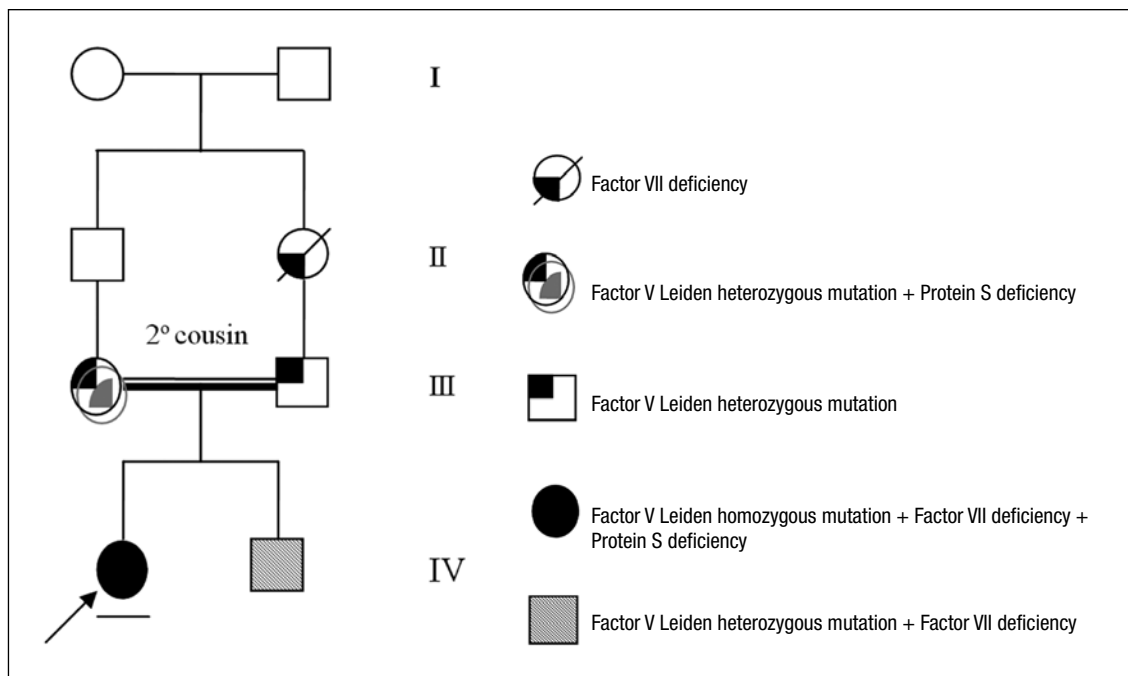 I
Factor VII deficiency
II
Factor V Leiden heterozygous mutation + Protein S deficiency
2º cousin
III
Factor V Leiden heterozygous mutation
Factor V Leiden homozygous mutation + Factor VII deficiency +
Protein S deficiency
IV
Factor V Leiden heterozygous mutation + Factor VII deficiency